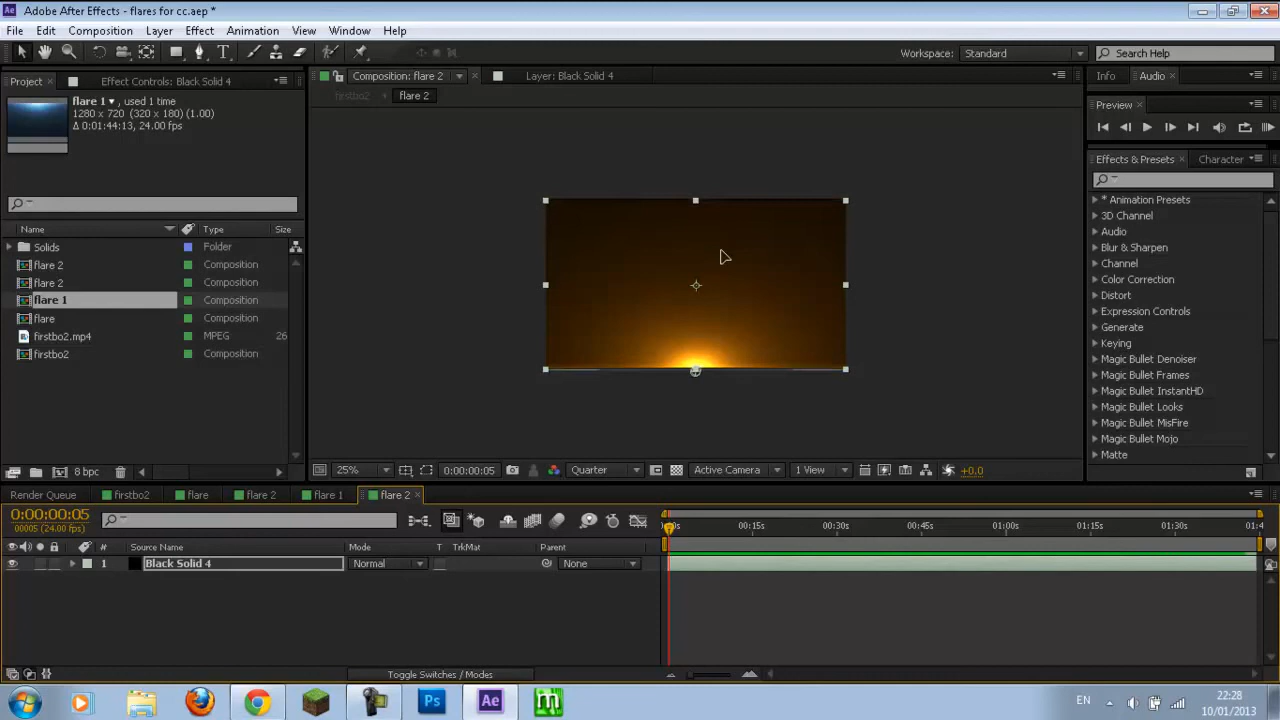 Adobe After Effects - flares for cc.aep *
File Edit Composition Layer Effect Animation View Window Help
Workspace: Standard Search Help
Project Effect Controls: Black Solid 4
Composition: flare 2 Layer: Black Solid 4
Info Audio
flare 1 , used 1 time
1280 x 720 (320 x 180) (1.00)
Δ 0:01:44:13, 24.00 fps
firstbo2 flare 2
Preview
Effects & Presets Character
Name Type Size
Solids Folder
flare 2 Composition
flare 2 Composition
flare 1 Composition
flare Composition
firstbo2.mp4 MPEG 26
firstbo2 Composition
* Animation Presets
3D Channel
Audio
Blur & Sharpen
Channel
Color Correction
Distort
Expression Controls
Generate
Keying
Magic Bullet Denoiser
Magic Bullet Frames
Magic Bullet InstantHD
Magic Bullet Looks
Magic Bullet MisFire
Magic Bullet Mojo
Matte
8 bpc
25% 0:00:00:05 Quarter Active Camera 1 View +0.0
Render Queue firstbo2 flare flare 2 flare 1 flare 2
0:00:00:05
00005 (24.00 fps)
00:15s 00:30s 00:45s 01:00s 01:15s 01:30s
# Source Name Mode T TrkMat Parent
1 Black Solid 4 Normal None
Toggle Switches / Modes
Ps Ae EN 22:28
10/01/2013